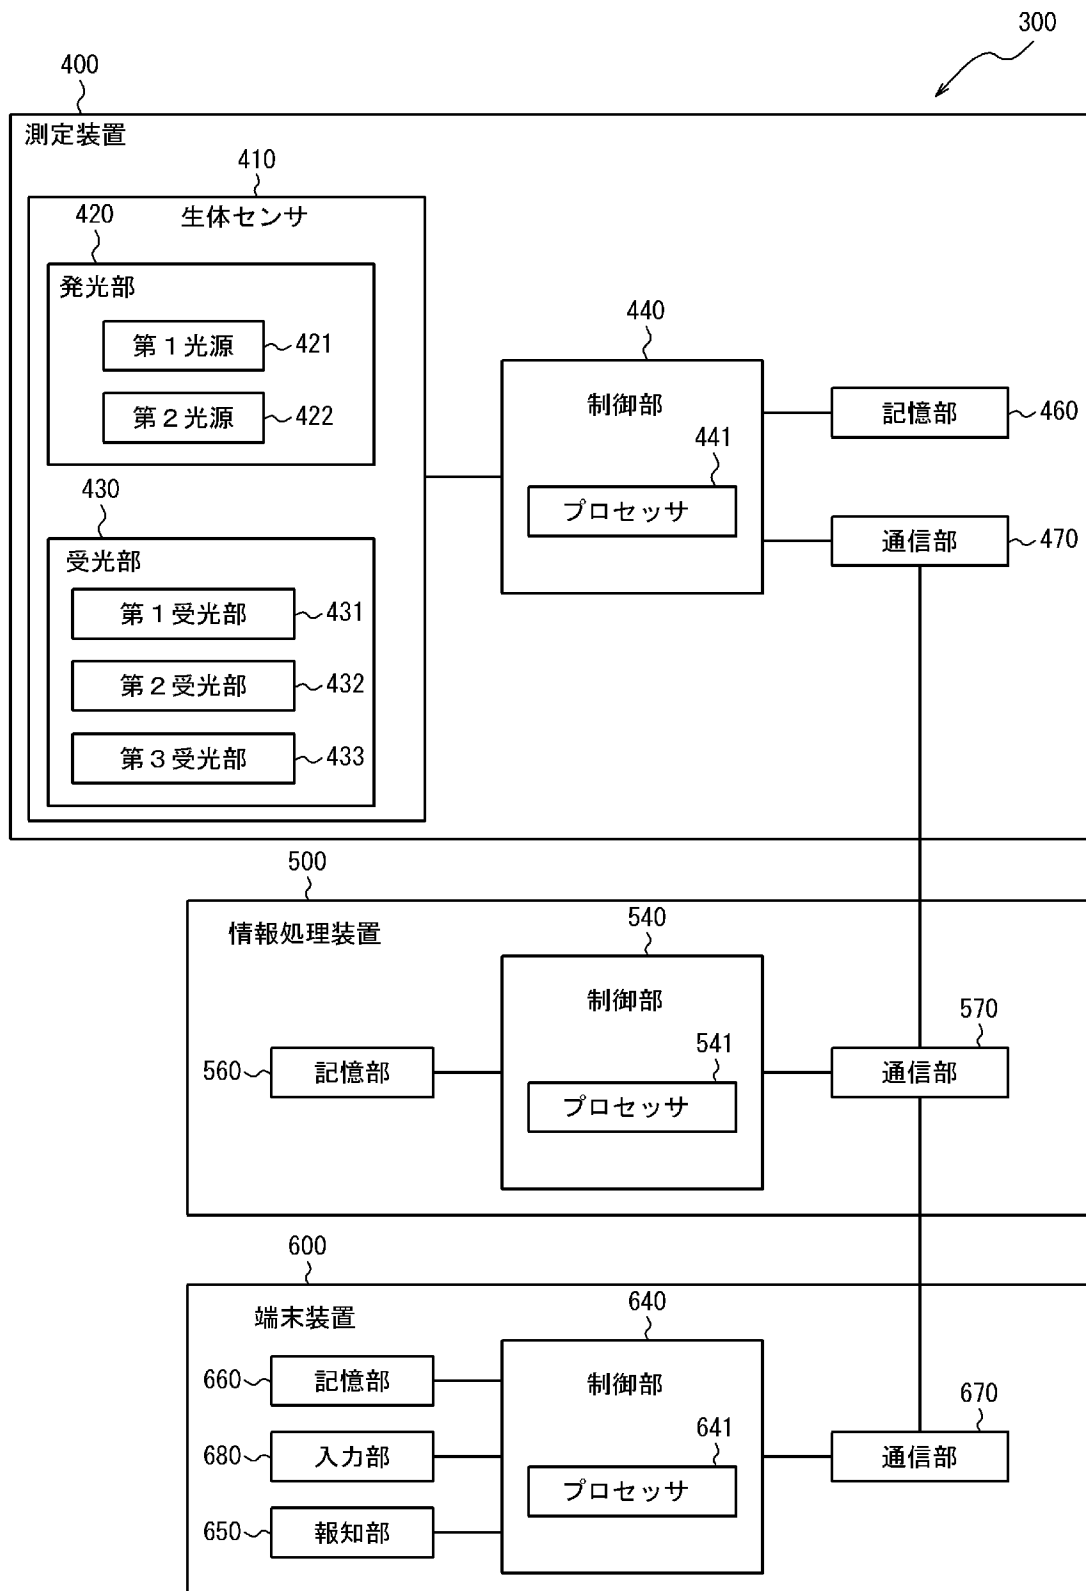 300
400
測定装置
410
生体センサ
420
発光部
第１光源
421
第２光源
422
430
受光部
第１受光部
431
第２受光部
432
第３受光部
433
440
制御部
441
プロセッサ
記憶部
460
通信部
470
500
情報処理装置
540
制御部
541
プロセッサ
560
記憶部
570
通信部
600
端末装置
640
制御部
641
プロセッサ
660
記憶部
680
入力部
650
報知部
670
通信部